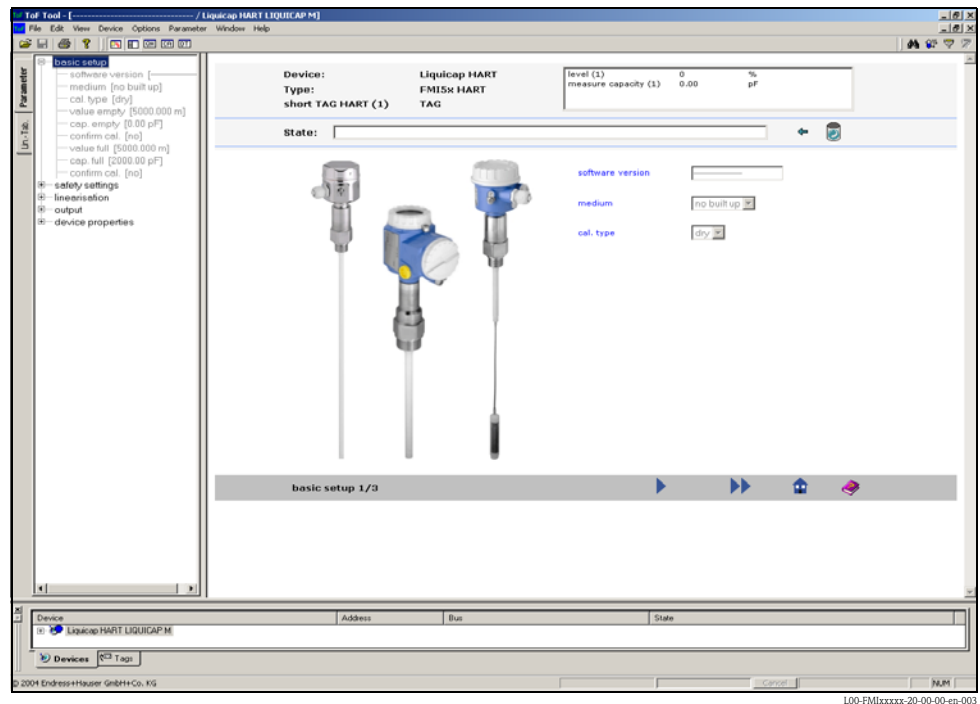 ToF Tool - [---------------------------------- / Liquicap HART LIQUICAP M]
File Edit View Device Options Parameter Window Help
Parameter
Lin.-Tab.
basic setup
software version [
medium [no built up]
cal. type [dry]
value empty [5000.000 m]
cap. empty [0.00 pF]
confirm cal. [no]
value full [5000.000 m]
cap. full [2000.00 pF]
confirm cal. [no]
safety settings
linearisation
output
device properties
Device: Liquicap HART
Type: FMI5x HART
short TAG HART (1) TAG
level (1) 0 %
measure capacity (1) 0.00 pF
State:
software version
medium no built up
cal. type dry
basic setup 1/3
Device Address Bus State
Liquicap HART LIQUICAP M
Devices Tags
© 2004 Endress+Hauser GmbH+Co. KG
Cancel
NUM
L00-FMIxxxxx-20-00-00-en-003